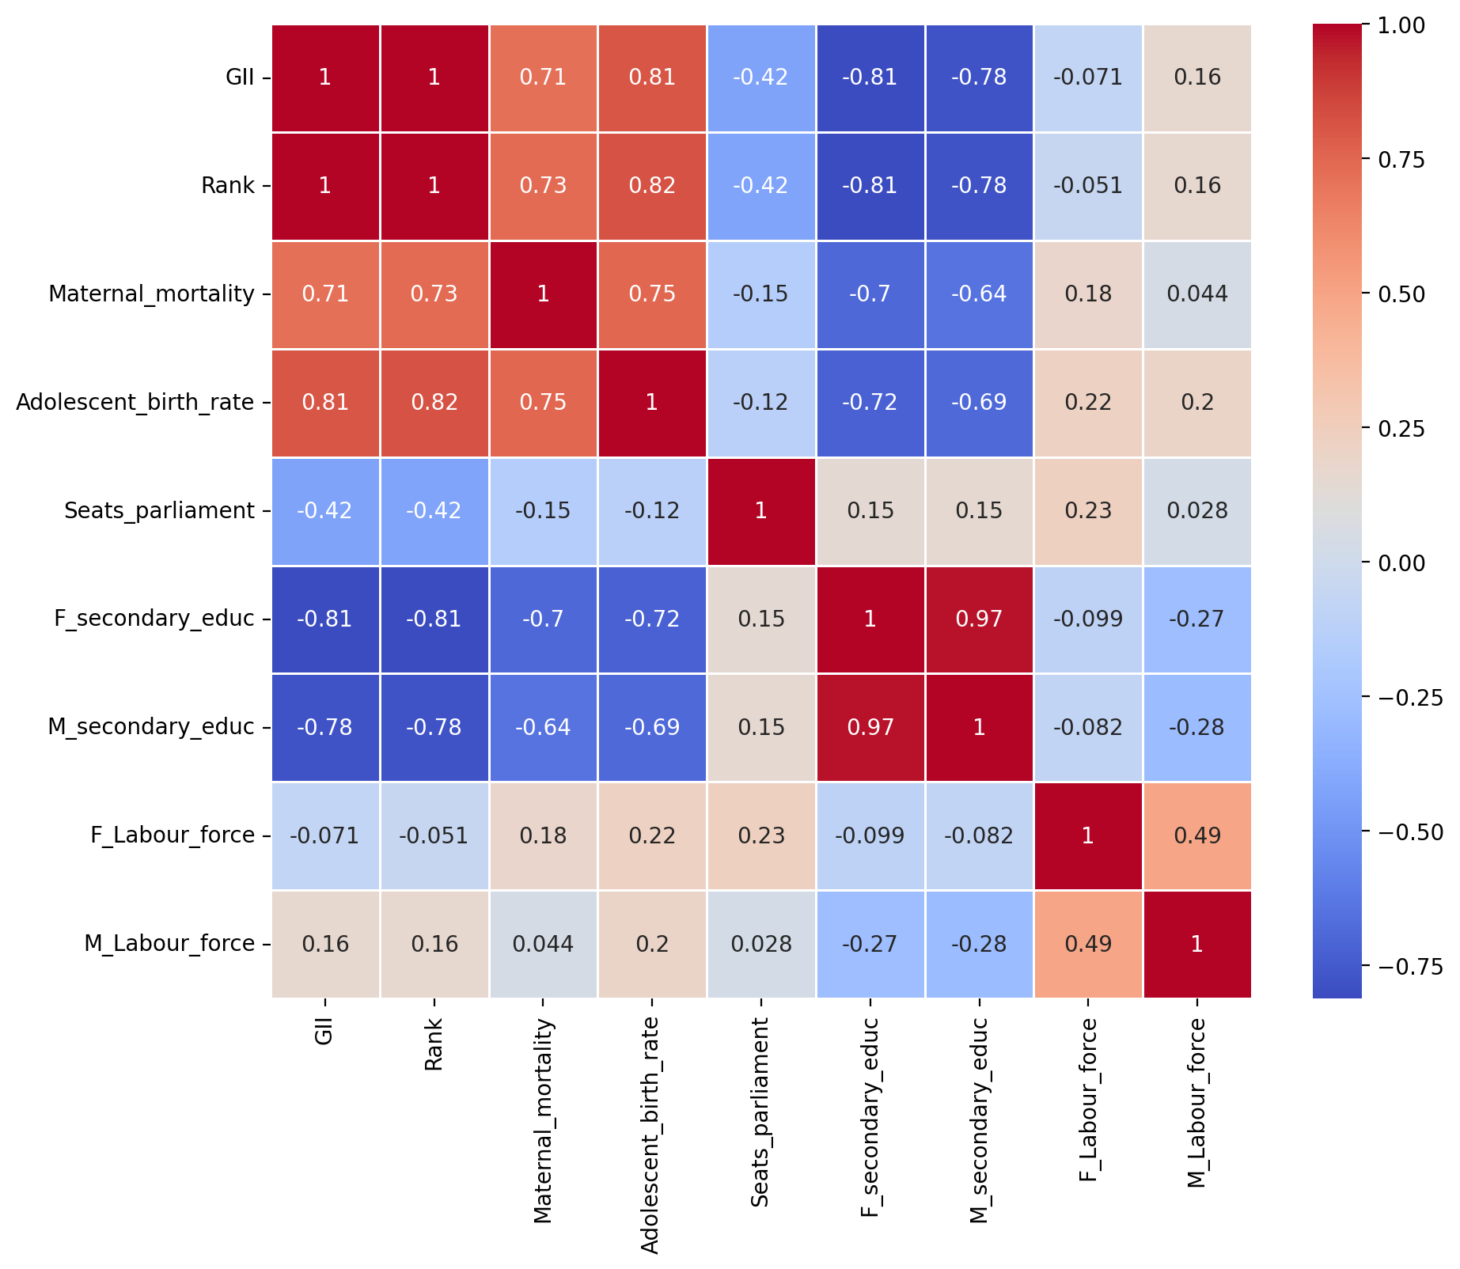 GII 1 1 0.71 0.81 -0.42 -0.81 -0.78 -0.071 0.16
Rank 1 1 0.73 0.82 -0.42 -0.81 -0.78 -0.051 0.16
Maternal_mortality 0.71 0.73 1 0.75 -0.15 -0.7 -0.64 0.18 0.044
Adolescent_birth_rate 0.81 0.82 0.75 1 -0.12 -0.72 -0.69 0.22 0.2
Seats_parliament -0.42 -0.42 -0.15 -0.12 1 0.15 0.15 0.23 0.028
F_secondary_educ -0.81 -0.81 -0.7 -0.72 0.15 1 0.97 -0.099 -0.27
M_secondary_educ -0.78 -0.78 -0.64 -0.69 0.15 0.97 1 -0.082 -0.28
F_Labour_force -0.071 -0.051 0.18 0.22 0.23 -0.099 -0.082 1 0.49
M_Labour_force 0.16 0.16 0.044 0.2 0.028 -0.27 -0.28 0.49 1
GII
Rank
Maternal_mortality
Adolescent_birth_rate
Seats_parliament
F_secondary_educ
M_secondary_educ
F_Labour_force
M_Labour_force
1.00
0.75
0.50
0.25
0.00
−0.25
−0.50
−0.75